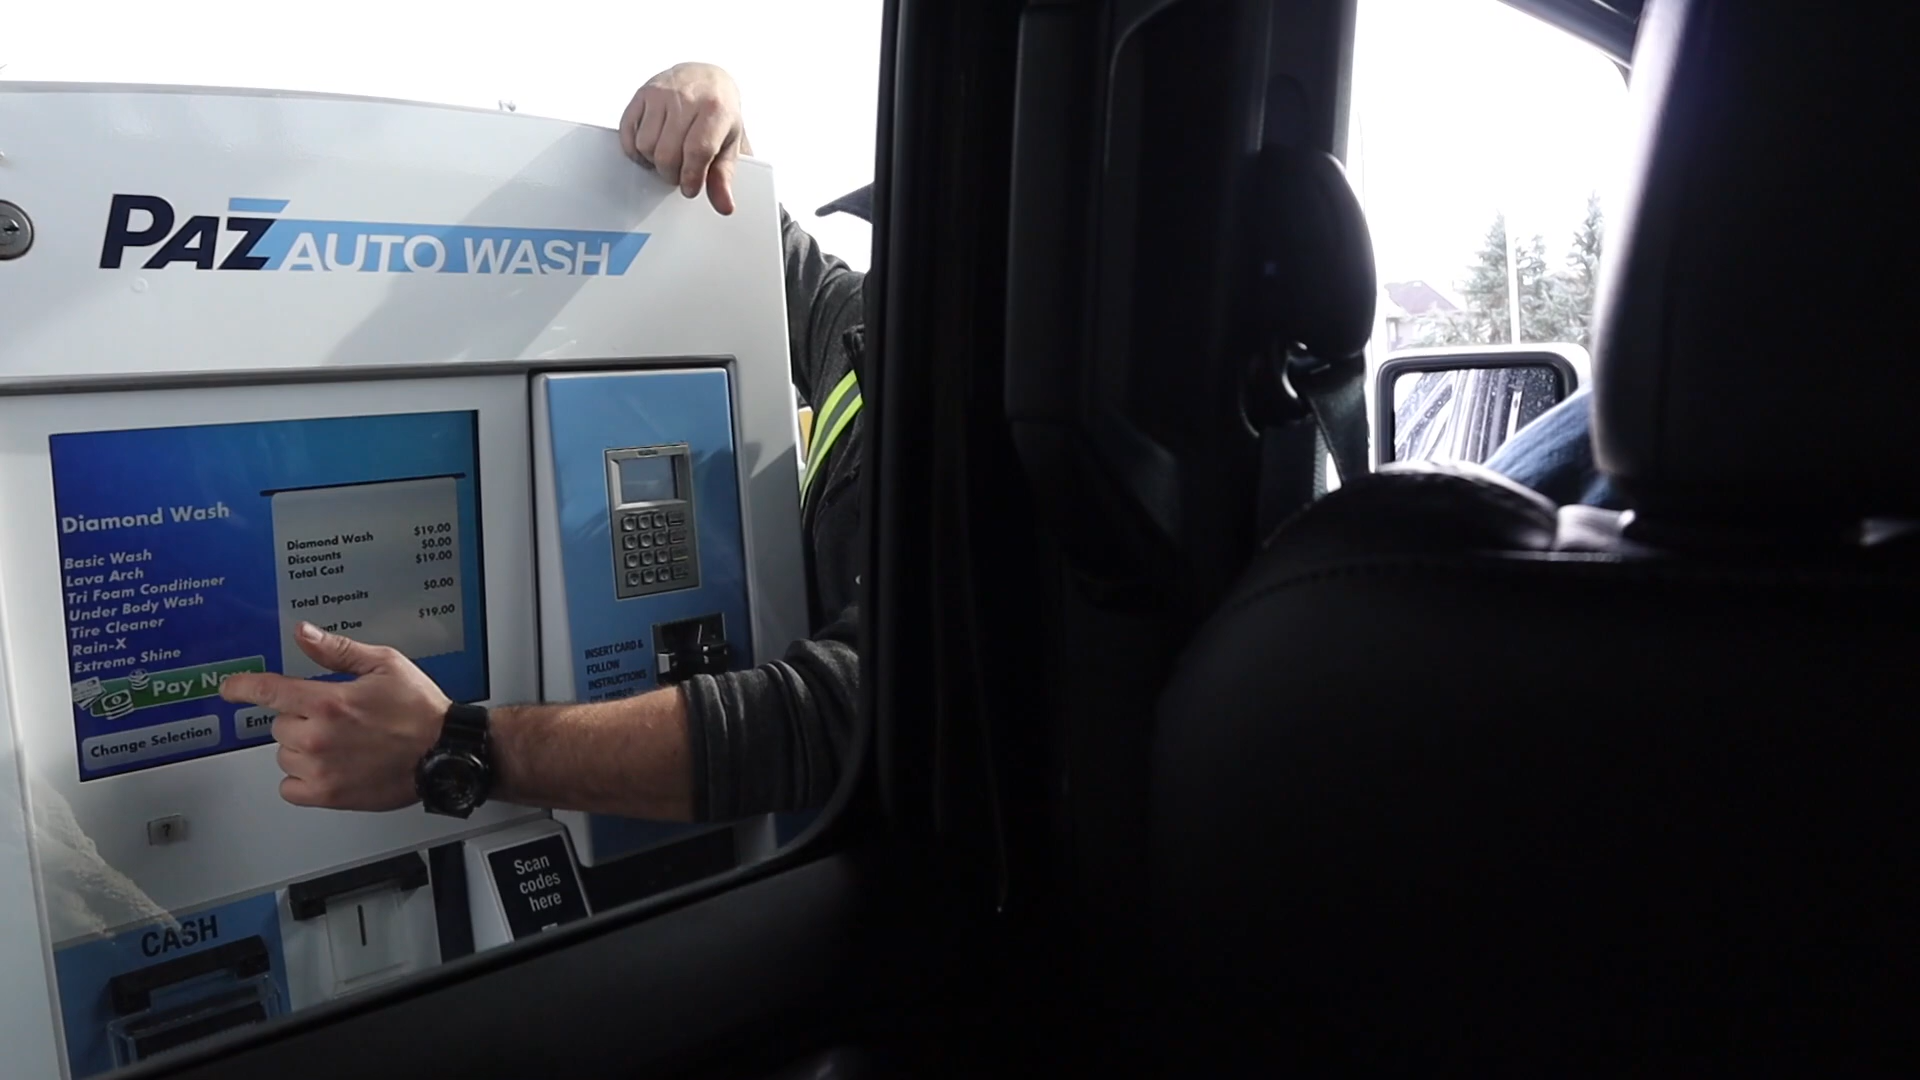 PAZ AUTO WASH
Diamond Wash
Basic Wash
Lava Arch
Tri Foam Conditioner
Under Body Wash
Tire Cleaner
Rain-X
Extreme Shine
Pay
Change Selection
Diamond Wash $19.00
Discounts $0.00
Total Cost $19.00
Total Deposits $0.00
Due $19.00
INSERT CARD &
FOLLOW
INSTRUCTIONS
?
Scan
codes
here
CASH